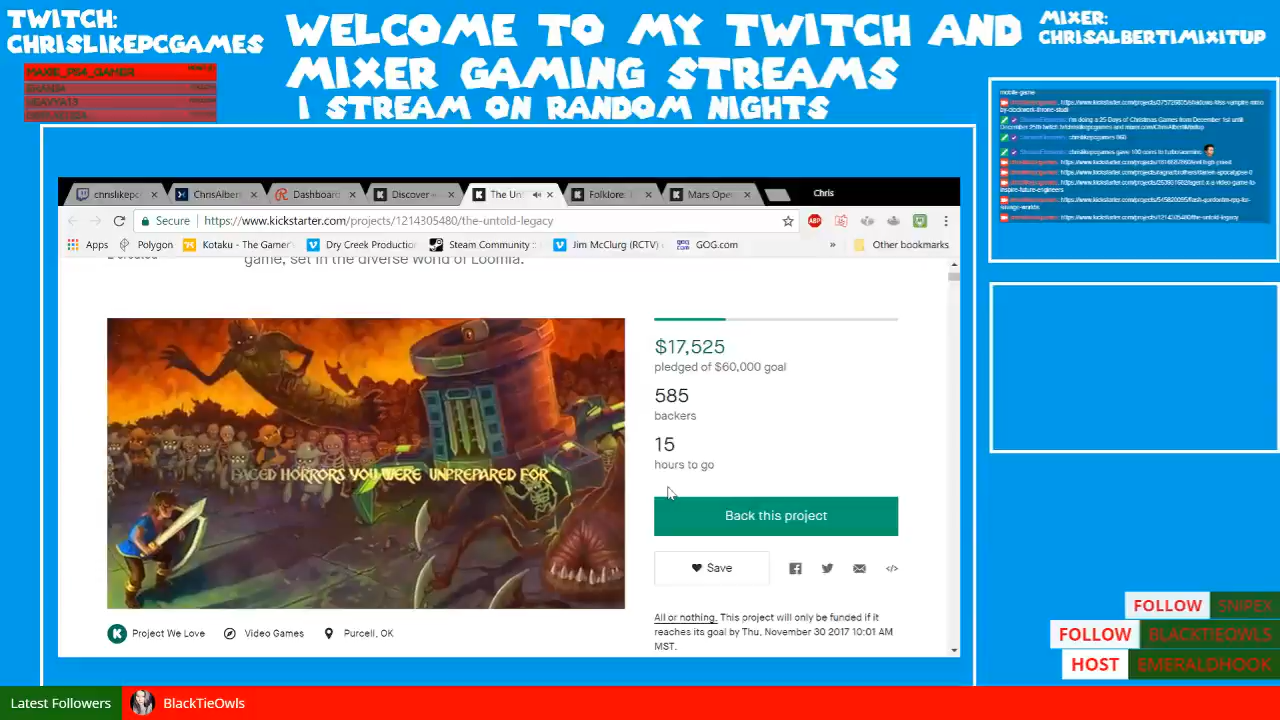 TWITCH:
CHRISLIKEPCGAMES
WELCOME TO MY TWITCH AND
MIXER GAMING STREAMS
I STREAM ON RANDOM NIGHTS
MIXER:
CHRISALBERTIMIXITUP
MAXIE_PS4_GAMER
mobile-game
chrislikepcgames
ChrisAlber
Dashboard
Discover
The Un
Folklore:
Mars Ope
Chris
Secure
https://www.kickstarter.com/projects/1214305480/the-untold-legacy
Apps
Polygon
Kotaku - The Gamer's
Dry Creek Production
Steam Community ::
Jim McClurg (RCTV)
GOG.com
»
Other bookmarks
game, set in the diverse world of Loomia.
$17,525
pledged of $60,000 goal
585
backers
15
hours to go
FACED HORRORS YOU WERE UNPREPARED FOR
Back this project
Save
</>
All or nothing. This project will only be funded if it
reaches its goal by Thu, November 30 2017 10:01 AM
MST.
Project We Love
Video Games
Purcell, OK
FOLLOW SNIPEX
FOLLOW BLACKTIEOWLS
HOST EMERALDHOOK
Latest Followers
BlackTieOwls